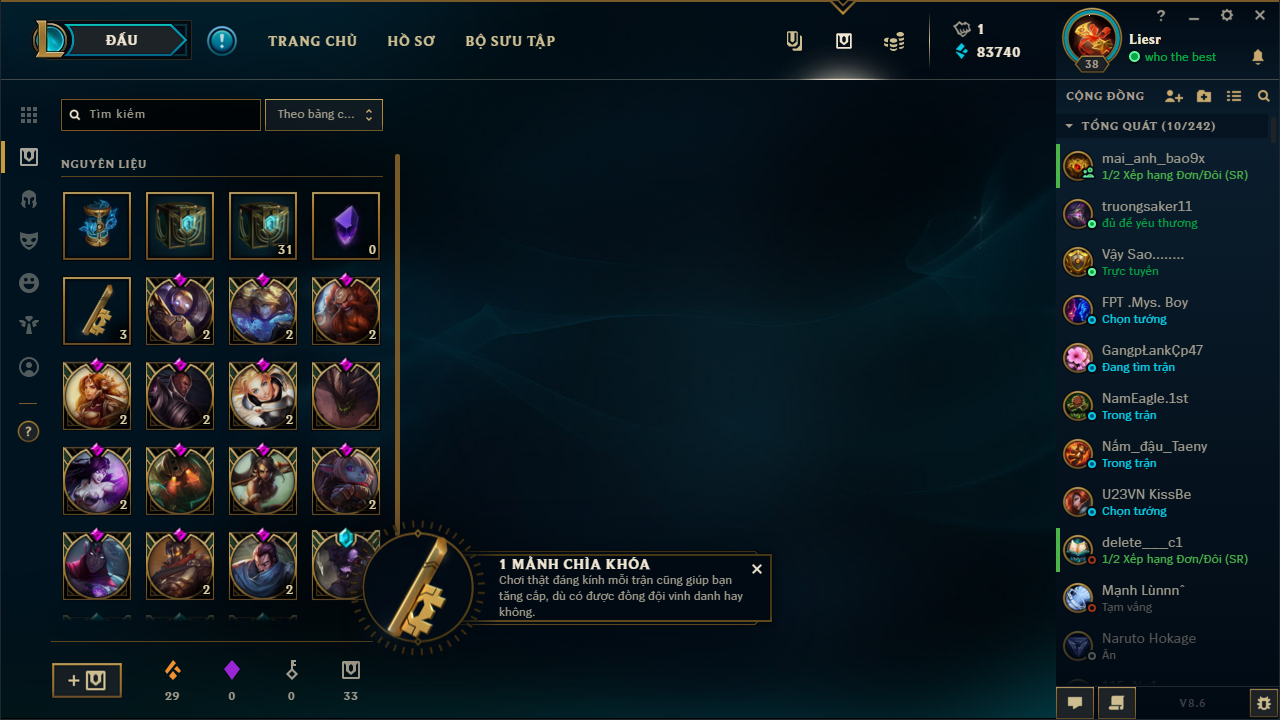 ĐẤU
!
TRANG CHỦ
HỒ SƠ
BỘ SƯU TẬP
1
83740
?
38
Liesr
who the best
Tìm kiếm
Theo bảng c...
NGUYÊN LIỆU
31
0
3
2
2
2
2
2
2
2
2
2
2
2
?
1 MẢNH CHÌA KHÓA
Chơi thật đáng kính mỗi trận cũng giúp bạn
tăng cấp, dù có được đồng đội vinh danh hay
không.
29
0
0
33
CỘNG ĐỒNG
TỔNG QUÁT (10/242)
mai_anh_bao9x
1/2 Xếp hạng Đơn/Đôi (SR)
truongsaker11
đủ để yêu thương
Vậy Sao........
Trực tuyến
FPT .Mys. Boy
Chọn tướng
GangpŁankÇp47
Đang tìm trận
NamEagle.1st
Trong trận
Nấm_đậu_Taeny
Trong trận
U23VN KissBe
Chọn tướng
delete____c1
1/2 Xếp hạng Đơn/Đôi (SR)
Mạnh Lùnnnˆ
Tạm vắng
Naruto Hokage
Ẩn
V8.6